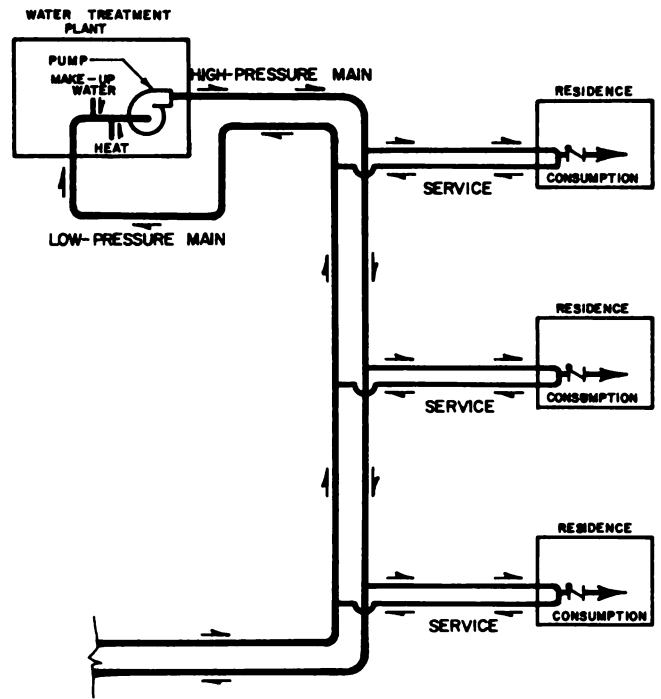 WATER TREATMENT
PLANT
PUMP
MAKE-UP
WATER
HEAT
HIGH-PRESSURE MAIN
LOW-PRESSURE MAIN
RESIDENCE
CONSUMPTION
SERVICE
RESIDENCE
CONSUMPTION
SERVICE
RESIDENCE
CONSUMPTION
SERVICE